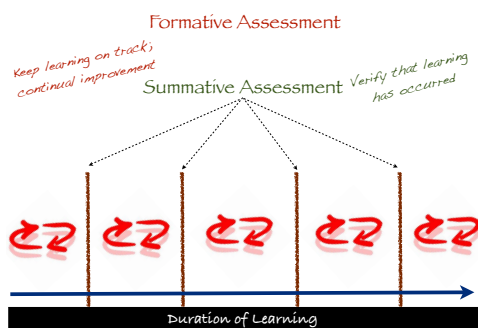 Formative Assessment
Keep learning on track;
continual improvement
Summative Assessment
Verify that learning
has occurred
Duration of Learning